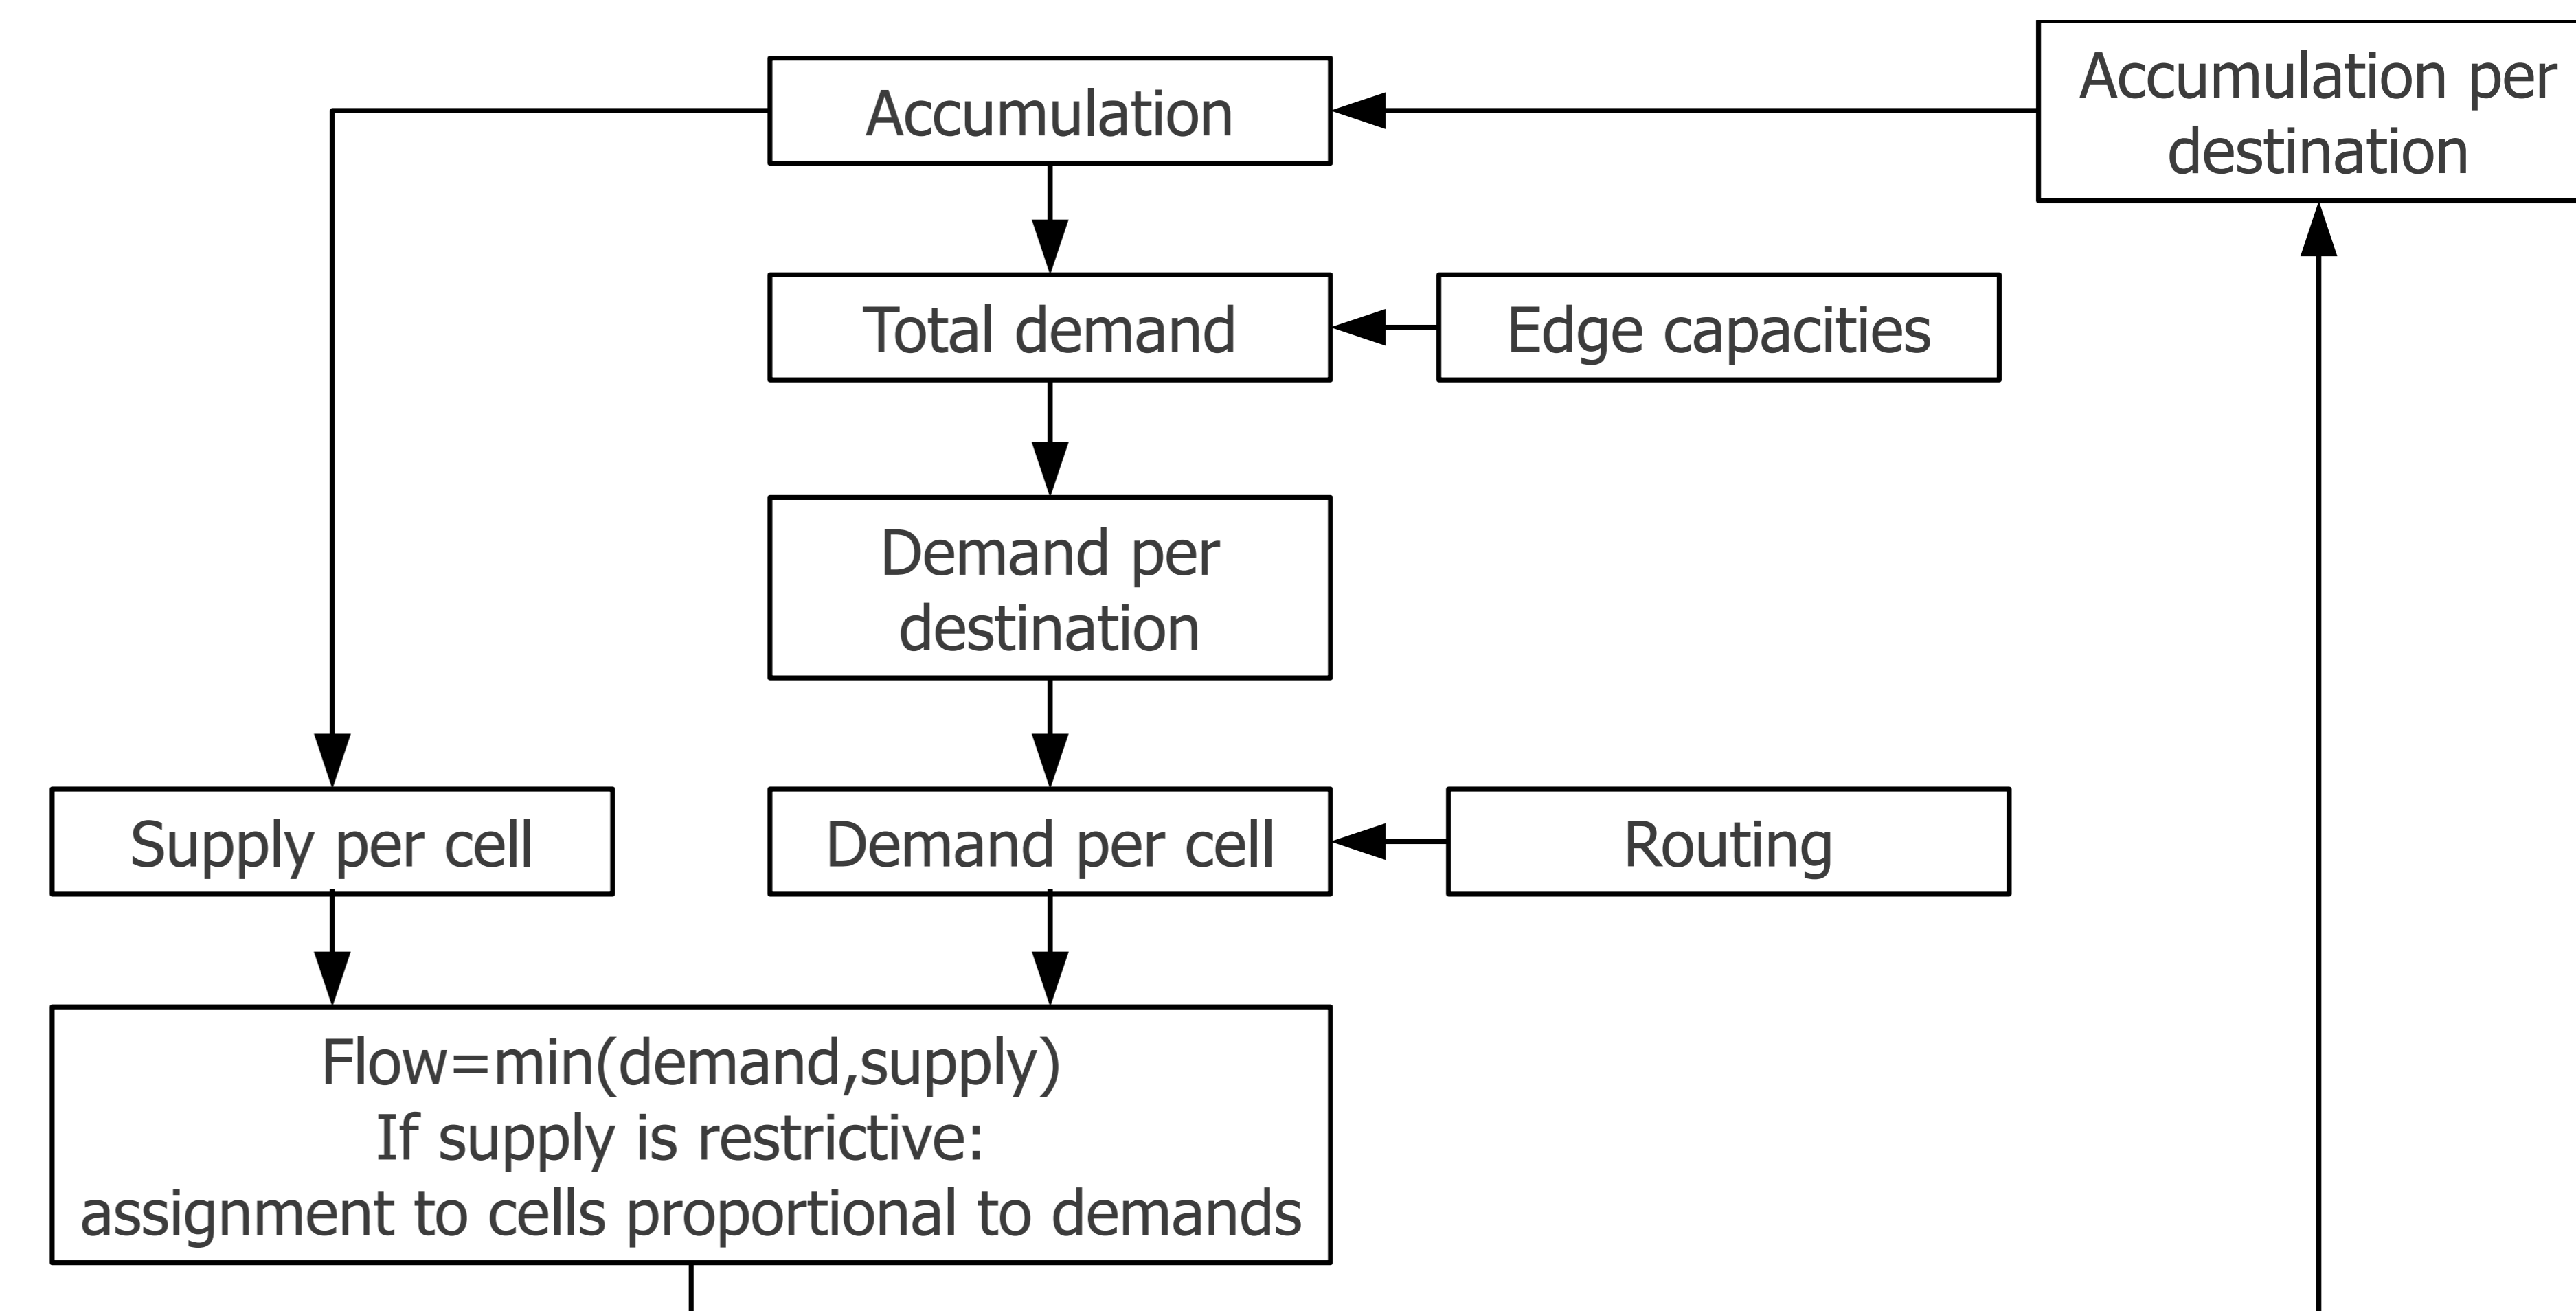 Accumulation
Accumulation per
destination
Total demand
Edge capacities
Demand per
destination
Supply per cell
Demand per cell
Routing
Flow=min(demand,supply)
If supply is restrictive:
assignment to cells proportional to demands